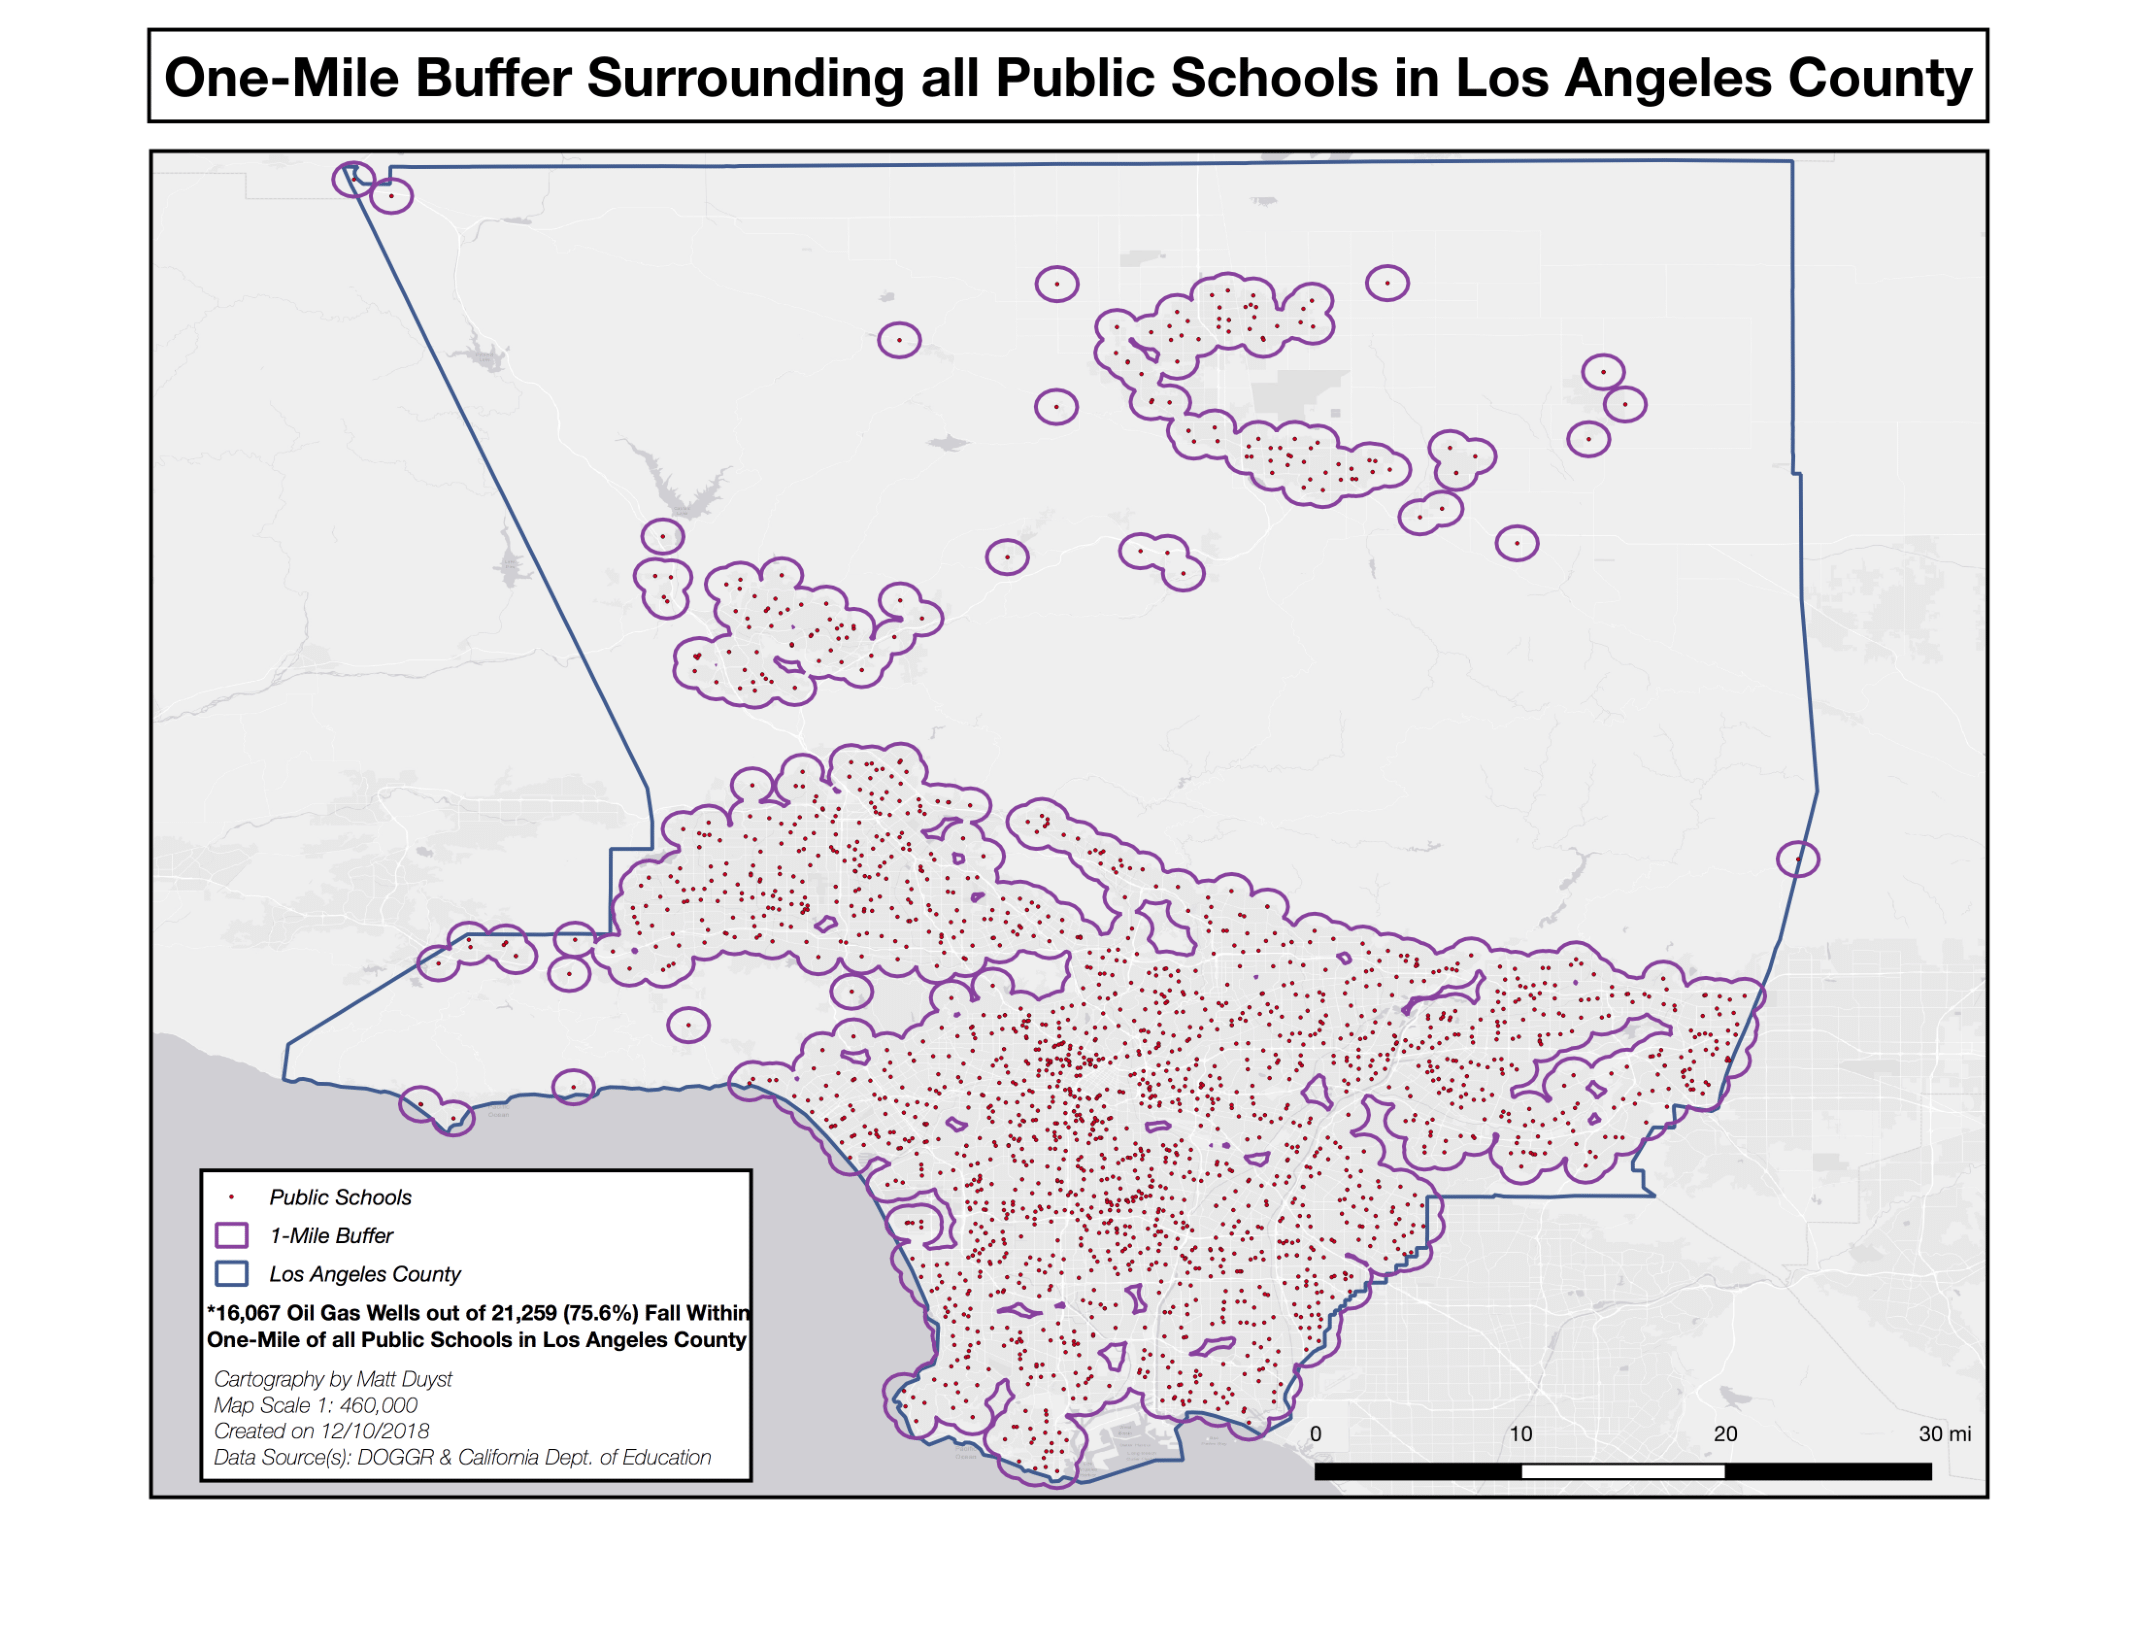 One-Mile Buffer Surrounding all Public Schools in Los Angeles County
Public Schools
1-Mile Buffer
Los Angeles County
*16,067 Oil Gas Wells out of 21,259 (75.6%) Fall Within
One-Mile of all Public Schools in Los Angeles County
Cartography by Matt Duyst
Map Scale 1: 460,000
Created on 12/10/2018
Data Source(s): DOGGR & California Dept. of Education
0 10 20 30 mi